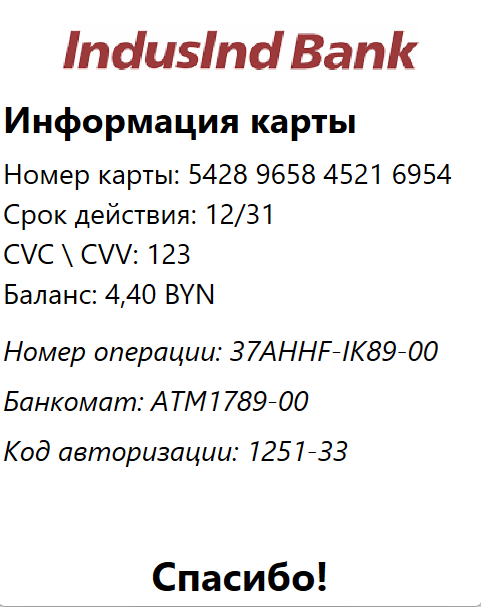 IndusInd Bank
Информация карты
Номер карты: 5428 9658 4521 6954
Срок действия: 12/31
CVC \ CVV: 123
Баланс: 4,40 BYN
Номер операции: 37AHHF-IK89-00
Банкомат: ATM1789-00
Код авторизации: 1251-33
Спасибо!